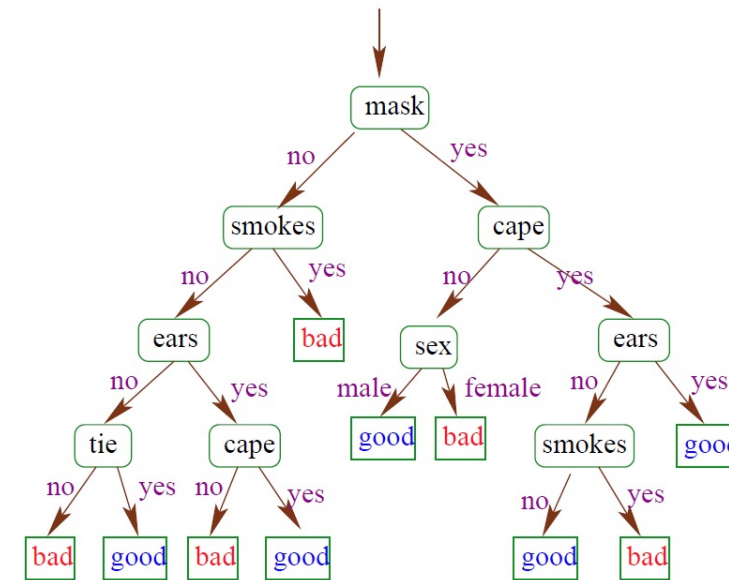 mask
no yes
smokes cape
no yes no yes
ears bad sex ears
no yes male female no yes
tie cape good bad smokes good
no yes no yes no yes
bad good bad good good bad